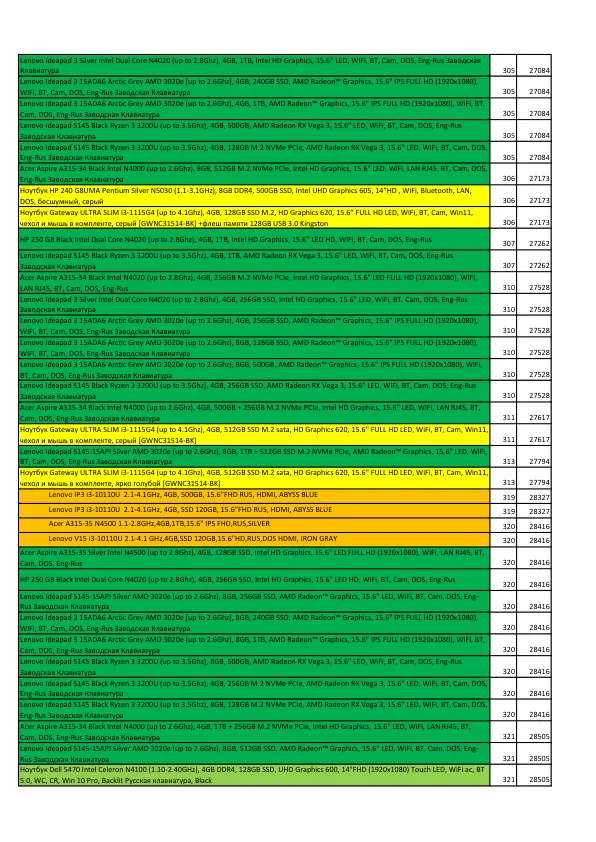 Lenovo Ideapad 3 Silver Intel Dual Core N4020 (up to 2.8Ghz), 4GB, 1TB, Intel HD Graphics, 15.6" LED, WiFi, BT, Cam, DOS, Eng-Rus Заводская
Клавиатура 305 27084
Lenovo Ideapad 3 15ADA6 Arctic Grey AMD 3020e (up to 2.6Ghz), 4GB, 240GB SSD, AMD Radeon™ Graphics, 15.6" IPS FULL HD (1920x1080),
WiFi, BT, Cam, DOS, Eng-Rus Заводская Клавиатура 305 27084
Lenovo Ideapad 3 15ADA6 Arctic Grey AMD 3020e (up to 2.6Ghz), 4GB, 1TB, AMD Radeon™ Graphics, 15.6" IPS FULL HD (1920x1080), WiFi, BT,
Cam, DOS, Eng-Rus Заводская Клавиатура 305 27084
Lenovo Ideapad S145 Black Ryzen 3 3200U (up to 3.5Ghz), 4GB, 500GB, AMD Radeon RX Vega 3, 15.6" LED, WiFi, BT, Cam, DOS, Eng-Rus
Заводская Клавиатура 305 27084
Lenovo Ideapad S145 Black Ryzen 3 3200U (up to 3.5Ghz), 4GB, 128GB M.2 NVMe PCIe, AMD Radeon RX Vega 3, 15.6" LED, WiFi, BT, Cam, DOS,
Eng-Rus Заводская Клавиатура 305 27084
Acer Aspire A315-34 Black Intel N4000 (up to 2.6Ghz), 8GB, 512GB M.2 NVMe PCIe, Intel HD Graphics, 15.6" LED, WiFi, LAN RJ45, BT, Cam, DOS,
Eng-Rus Заводская Клавиатура 306 27173
Ноутбук HP 240 G8UMA Pentium Silver N5030 (1.1-3.1GHz), 8GB DDR4, 500GB SSD, Intel UHD Graphics 605, 14"HD , WiFi, Bluetooth, LAN,
DOS, бесшумный, серый 306 27173
Ноутбук Gateway ULTRA SLIM i3-1115G4 (up to 4.1Ghz), 4GB, 128GB SSD M.2, HD Graphics 620, 15.6" FULL HD LED, WiFi, BT, Cam, Win11,
чехол и мышь в комплекте, серый [GWNC31514-BK] +флеш памяти 128GB USB 3.0 Kingston 306 27173
HP 250 G8 Black Intel Dual Core N4020 (up to 2.8Ghz), 4GB, 1TB, Intel HD Graphics, 15.6" LED HD, WiFi, BT, Cam, DOS, Eng-Rus 307 27262
Lenovo Ideapad S145 Black Ryzen 3 3200U (up to 3.5Ghz), 4GB, 1TB, AMD Radeon RX Vega 3, 15.6" LED, WiFi, BT, Cam, DOS, Eng-Rus
Заводская Клавиатура 307 27262
Acer Aspire A315-34 Black Intel N4020 (up to 2.8Ghz), 4GB, 256GB M.2 NVMe PCIe, Intel HD Graphics, 15.6" LED FULL HD (1920x1080), WiFi,
LAN RJ45, BT, Cam, DOS, Eng-Rus 310 27528
Lenovo Ideapad 3 Silver Intel Dual Core N4020 (up to 2.8Ghz), 4GB, 256GB SSD, Intel HD Graphics, 15.6" LED, WiFi, BT, Cam, DOS, Eng-Rus
Заводская Клавиатура 310 27528
Lenovo Ideapad 3 15ADA6 Arctic Grey AMD 3020e (up to 2.6Ghz), 4GB, 256GB SSD, AMD Radeon™ Graphics, 15.6" IPS FULL HD (1920x1080),
WiFi, BT, Cam, DOS, Eng-Rus Заводская Клавиатура 310 27528
Lenovo Ideapad 3 15ADA6 Arctic Grey AMD 3020e (up to 2.6Ghz), 8GB, 128GB SSD, AMD Radeon™ Graphics, 15.6" IPS FULL HD (1920x1080),
WiFi, BT, Cam, DOS, Eng-Rus Заводская Клавиатура 310 27528
Lenovo Ideapad 3 15ADA6 Arctic Grey AMD 3020e (up to 2.6Ghz), 8GB, 500GB, AMD Radeon™ Graphics, 15.6" IPS FULL HD (1920x1080), WiFi,
BT, Cam, DOS, Eng-Rus Заводская Клавиатура 310 27528
Lenovo Ideapad S145 Black Ryzen 3 3200U (up to 3.5Ghz), 4GB, 256GB SSD, AMD Radeon RX Vega 3, 15.6" LED, WiFi, BT, Cam, DOS, Eng-Rus
Заводская Клавиатура 310 27528
Acer Aspire A315-34 Black Intel N4000 (up to 2.6Ghz), 4GB, 500GB + 256GB M.2 NVMe PCIe, Intel HD Graphics, 15.6" LED, WiFi, LAN RJ45, BT,
Cam, DOS, Eng-Rus Заводская Клавиатура 311 27617
Ноутбук Gateway ULTRA SLIM i3-1115G4 (up to 4.1Ghz), 4GB, 512GB SSD M.2 sata, HD Graphics 620, 15.6" FULL HD LED, WiFi, BT, Cam, Win11,
чехол и мышь в комплекте, серый [GWNC31514-BK] 311 27617
Lenovo Ideapad S145-15API Silver AMD 3020e (up to 2.6Ghz), 8GB, 1TB + 512GB SSD M.2 NVMe PCIe, AMD Radeon™ Graphics, 15.6" LED, WiFi,
BT, Cam, DOS, Eng-Rus Заводская Клавиатура 313 27794
Ноутбук Gateway ULTRA SLIM i3-1115G4 (up to 4.1Ghz), 4GB, 512GB SSD M.2 sata, HD Graphics 620, 15.6" FULL HD LED, WiFi, BT, Cam, Win11,
чехол и мышь в комплекте, ярко голубой [GWNC31514-BK] 313 27794
Lenovo IP3 i3-10110U 2.1-4.1GHz, 4GB, 500GB, 15.6"FHD RUS, HDMI, ABYSS BLUE 319 28327
Lenovo IP3 i3-10110U 2.1-4.1GHz, 4GB, SSD 120GB, 15.6"FHD RUS, HDMI, ABYSS BLUE 319 28327
Acer A315-35 N4500 1.1-2.8GHz,4GB,1TB,15.6" IPS FHD,RUS,SILVER 320 28416
Lenovo V15 i3-10110U 2.1-4.1 GHz,4GB,SSD 120GB,15.6"HD,RUS,DOS HDMI, IRON GRAY 320 28416
Acer Aspire A315-35 Silver Intel N4500 (up to 2.8Ghz), 4GB, 128GB SSD, Intel HD Graphics, 15.6" LED FULL HD (1920x1080), WiFi, LAN RJ45, BT,
Cam, DOS, Eng-Rus 320 28416
HP 250 G8 Black Intel Dual Core N4020 (up to 2.8Ghz), 4GB, 256GB SSD, Intel HD Graphics, 15.6" LED HD, WiFi, BT, Cam, DOS, Eng-Rus 320 28416
Lenovo Ideapad S145-15API Silver AMD 3020e (up to 2.6Ghz), 8GB, 256GB SSD, AMD Radeon™ Graphics, 15.6" LED, WiFi, BT, Cam, DOS, Eng-
Rus Заводская Клавиатура 320 28416
Lenovo Ideapad 3 15ADA6 Arctic Grey AMD 3020e (up to 2.6Ghz), 8GB, 240GB SSD, AMD Radeon™ Graphics, 15.6" IPS FULL HD (1920x1080),
WiFi, BT, Cam, DOS, Eng-Rus Заводская Клавиатура 320 28416
Lenovo Ideapad 3 15ADA6 Arctic Grey AMD 3020e (up to 2.6Ghz), 8GB, 1TB, AMD Radeon™ Graphics, 15.6" IPS FULL HD (1920x1080), WiFi, BT,
Cam, DOS, Eng-Rus Заводская Клавиатура 320 28416
Lenovo Ideapad S145 Black Ryzen 3 3200U (up to 3.5Ghz), 8GB, 500GB, AMD Radeon RX Vega 3, 15.6" LED, WiFi, BT, Cam, DOS, Eng-Rus
Заводская Клавиатура 320 28416
Lenovo Ideapad S145 Black Ryzen 3 3200U (up to 3.5Ghz), 4GB, 256GB M.2 NVMe PCIe, AMD Radeon RX Vega 3, 15.6" LED, WiFi, BT, Cam, DOS,
Eng-Rus Заводская Клавиатура 320 28416
Lenovo Ideapad S145 Black Ryzen 3 3200U (up to 3.5Ghz), 8GB, 128GB M.2 NVMe PCIe, AMD Radeon RX Vega 3, 15.6" LED, WiFi, BT, Cam, DOS,
Eng-Rus Заводская Клавиатура 320 28416
Acer Aspire A315-34 Black Intel N4000 (up to 2.6Ghz), 4GB, 1TB + 256GB M.2 NVMe PCIe, Intel HD Graphics, 15.6" LED, WiFi, LAN RJ45, BT,
Cam, DOS, Eng-Rus Заводская Клавиатура 321 28505
Lenovo Ideapad S145-15API Silver AMD 3020e (up to 2.6Ghz), 8GB, 512GB SSD, AMD Radeon™ Graphics, 15.6" LED, WiFi, BT, Cam, DOS, Eng-
Rus Заводская Клавиатура 321 28505
Ноутбук Dell 5470 Intel Celeron N4100 (1.10-2.40GHz), 4GB DDR4, 128GB SSD, UHD Graphics 600, 14"FHD (1920x1080) Touch LED, WiFi ac, BT
5.0, WC, CR, Win 10 Pro, Backlit Русская клавиатура, Black 321 28505